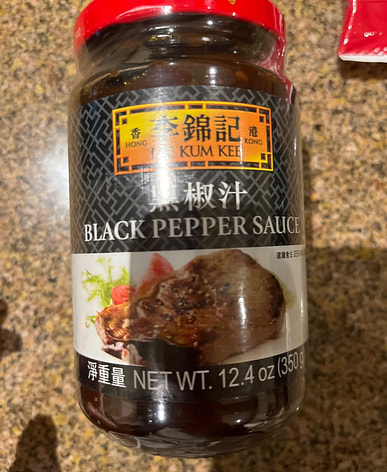 李錦記
香 港
HONG KONG
KUM KEE
黑椒汁
BLACK PEPPER SAUCE
淨重量 NET WT. 12.4 oz (350 g